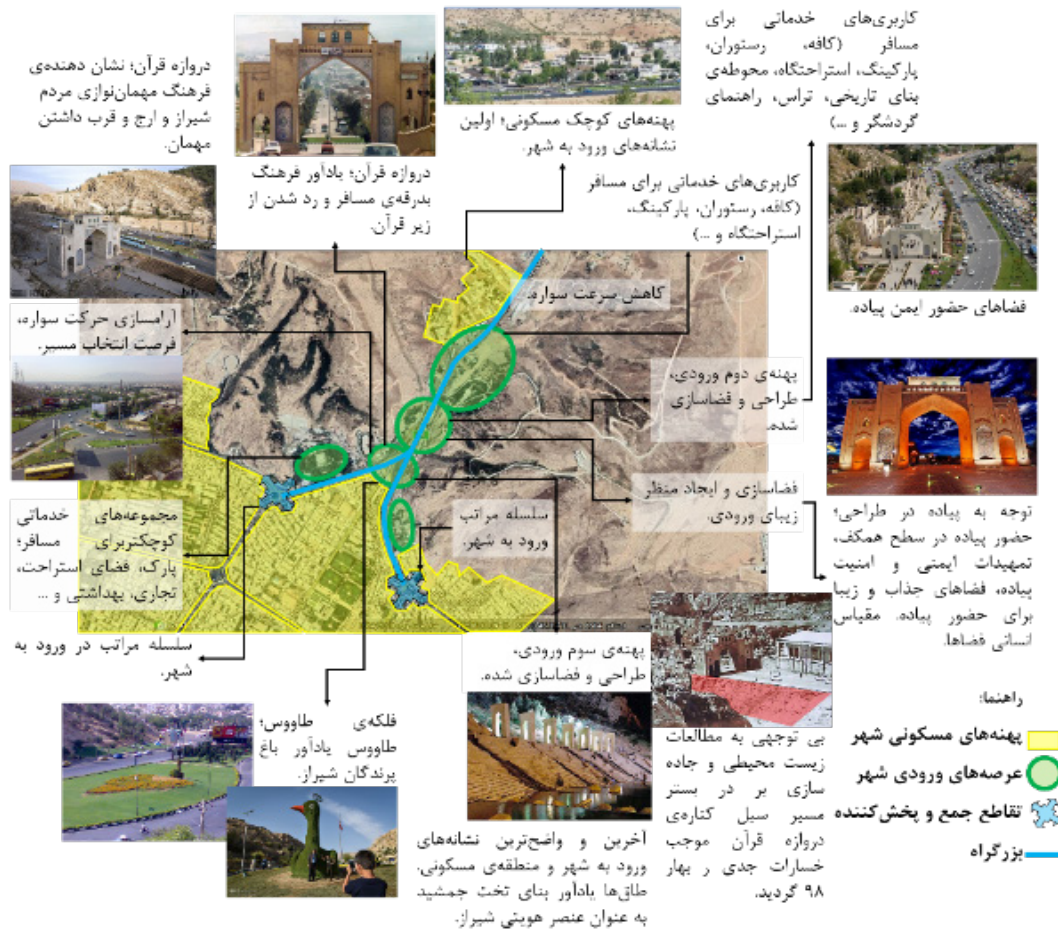 کاربری‌های خدماتی برای
مسافر (کافه، رستوران،
پارکینگ، استراحتگاه، محوطه‌ی
بنای تاریخی، تراس، راهنمای
گردشگر و ...)
دروازه قرآن؛ نشان دهنده‌ی
فرهنگ مهمان‌نوازی مردم
شیراز و ارج و قرب داشتن
مهمان.
پهنه‌های کوچک مسکونی؛ اولین
نشانه‌های ورود به شهر.
دروازه قرآن؛ یادآور فرهنگ
بدرقه‌ی مسافر و رد شدن از
زیر قرآن.
کاربری‌های خدماتی برای مسافر
(کافه، رستوران، پارکینگ،
استراحتگاه و ...)
فضاهای حضور ایمن پیاده.
کاهش سرعت سواره.
آرامسازی حرکت سواره،
فرصت انتخاب مسیر.
پهنه‌ی دوم ورودی،
طراحی و فضاسازی
شده.
فضاسازی و ایجاد منظر
زیبای ورودی.
توجه به پیاده در طراحی؛
حضور پیاده در سطح همکف،
تمهیدات ایمنی و امنیت
پیاده، فضاهای جذاب و زیبا
برای حضور پیاده. مقیاس
انسانی فضاها.
سلسله مراتب
ورود به شهر.
مجموعه‌های خدماتی
کوچکتربرای مسافر؛
پارک، فضای استراحت،
تجاری، بهداشتی و ...
سلسله مراتب در ورود به
شهر.
پهنه‌ی سوم ورودی،
طراحی و فضاسازی شده.
فلکه‌ی طاووس؛
طاووس یادآور باغ
پرندگان شیراز.
بی توجهی به مطالعات
زیست محیطی و جاده
سازی بر در بستر
مسیر سیل کناره‌ی
دروازه قرآن موجب
خسارات جدی ر بهار
۹۸ گردید.
آخرین و واضح‌ترین نشانه‌های
ورود به شهر و منطقه‌ی مسکونی.
طاق‌ها یادآور بنای تخت جمشید
به عنوان عنصر هویتی شیراز.
راهنما:
پهنه‌های مسکونی شهر
عرصه‌های ورودی شهر
تقاطع جمع و پخش‌کننده
بزرگراه